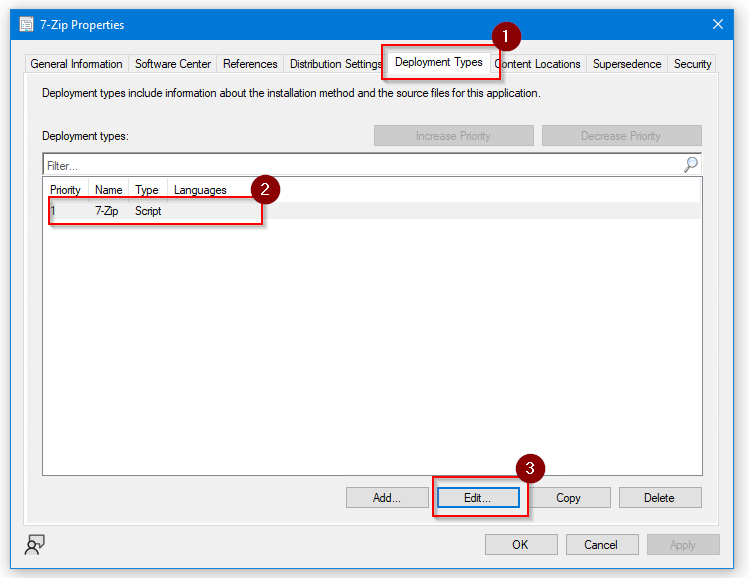 7-Zip Properties
1
General Information Software Center References Distribution Settings Deployment Types Content Locations Supersedence Security
Deployment types include information about the installation method and the source files for this application.
Deployment types:
Increase Priority Decrease Priority
Filter...
Priority Name Type Languages
2
1 7-Zip Script
3
Add... Edit... Copy Delete
OK Cancel Apply